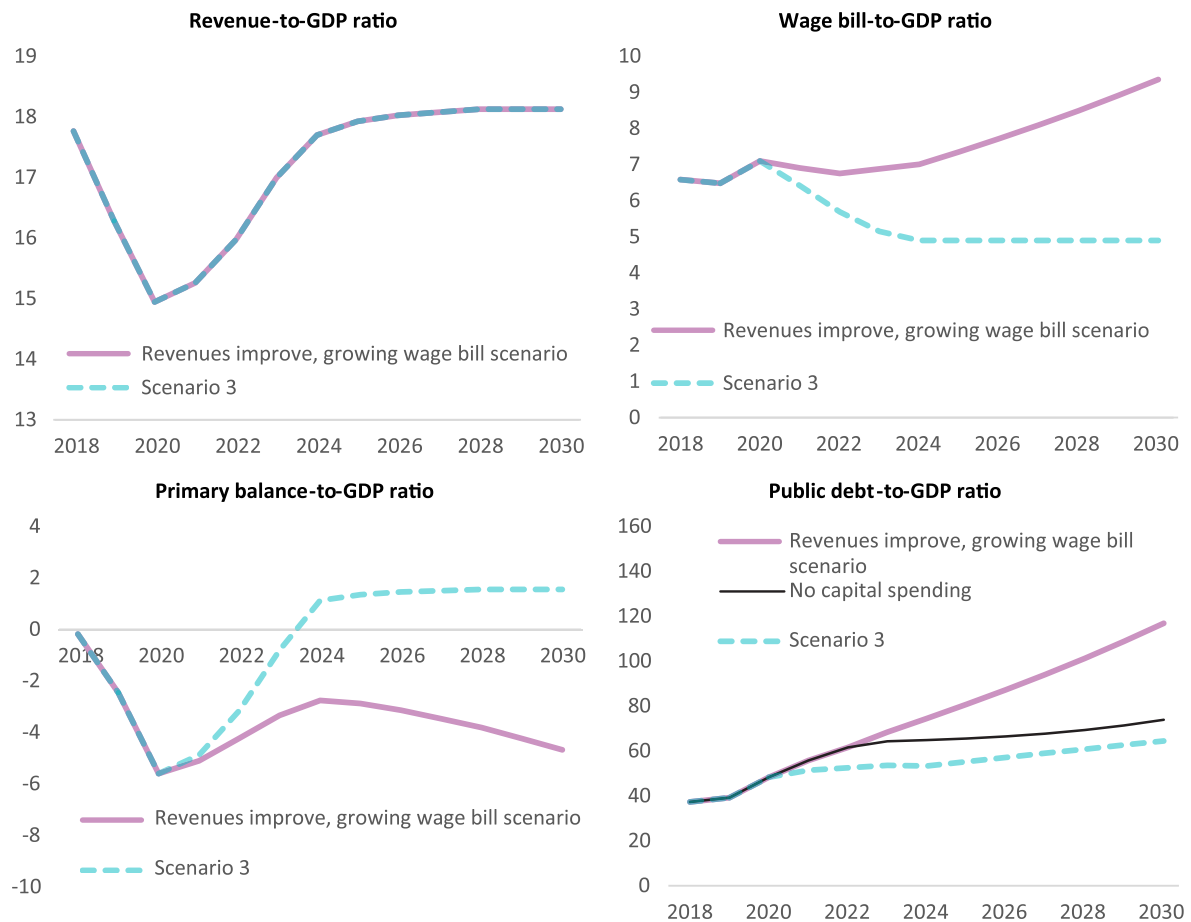 Revenue-to-GDP ratio
19
18
17
16
15
14
13
Revenues improve, growing wage bill scenario
Scenario 3
2018 2020 2022 2024 2026 2028 2030
Wage bill-to-GDP ratio
10
9
8
7
6
5
4
3
2
1
0
Revenues improve, growing wage bill scenario
Scenario 3
2018 2020 2022 2024 2026 2028 2030
Primary balance-to-GDP ratio
4
2
0
-2
-4
-6
-8
-10
2018 2020 2022 2024 2026 2028 2030
Revenues improve, growing wage bill scenario
Scenario 3
Public debt-to-GDP ratio
160
140
120
100
80
60
40
20
0
Revenues improve, growing wage bill
scenario
No capital spending
Scenario 3
2018 2020 2022 2024 2026 2028 2030